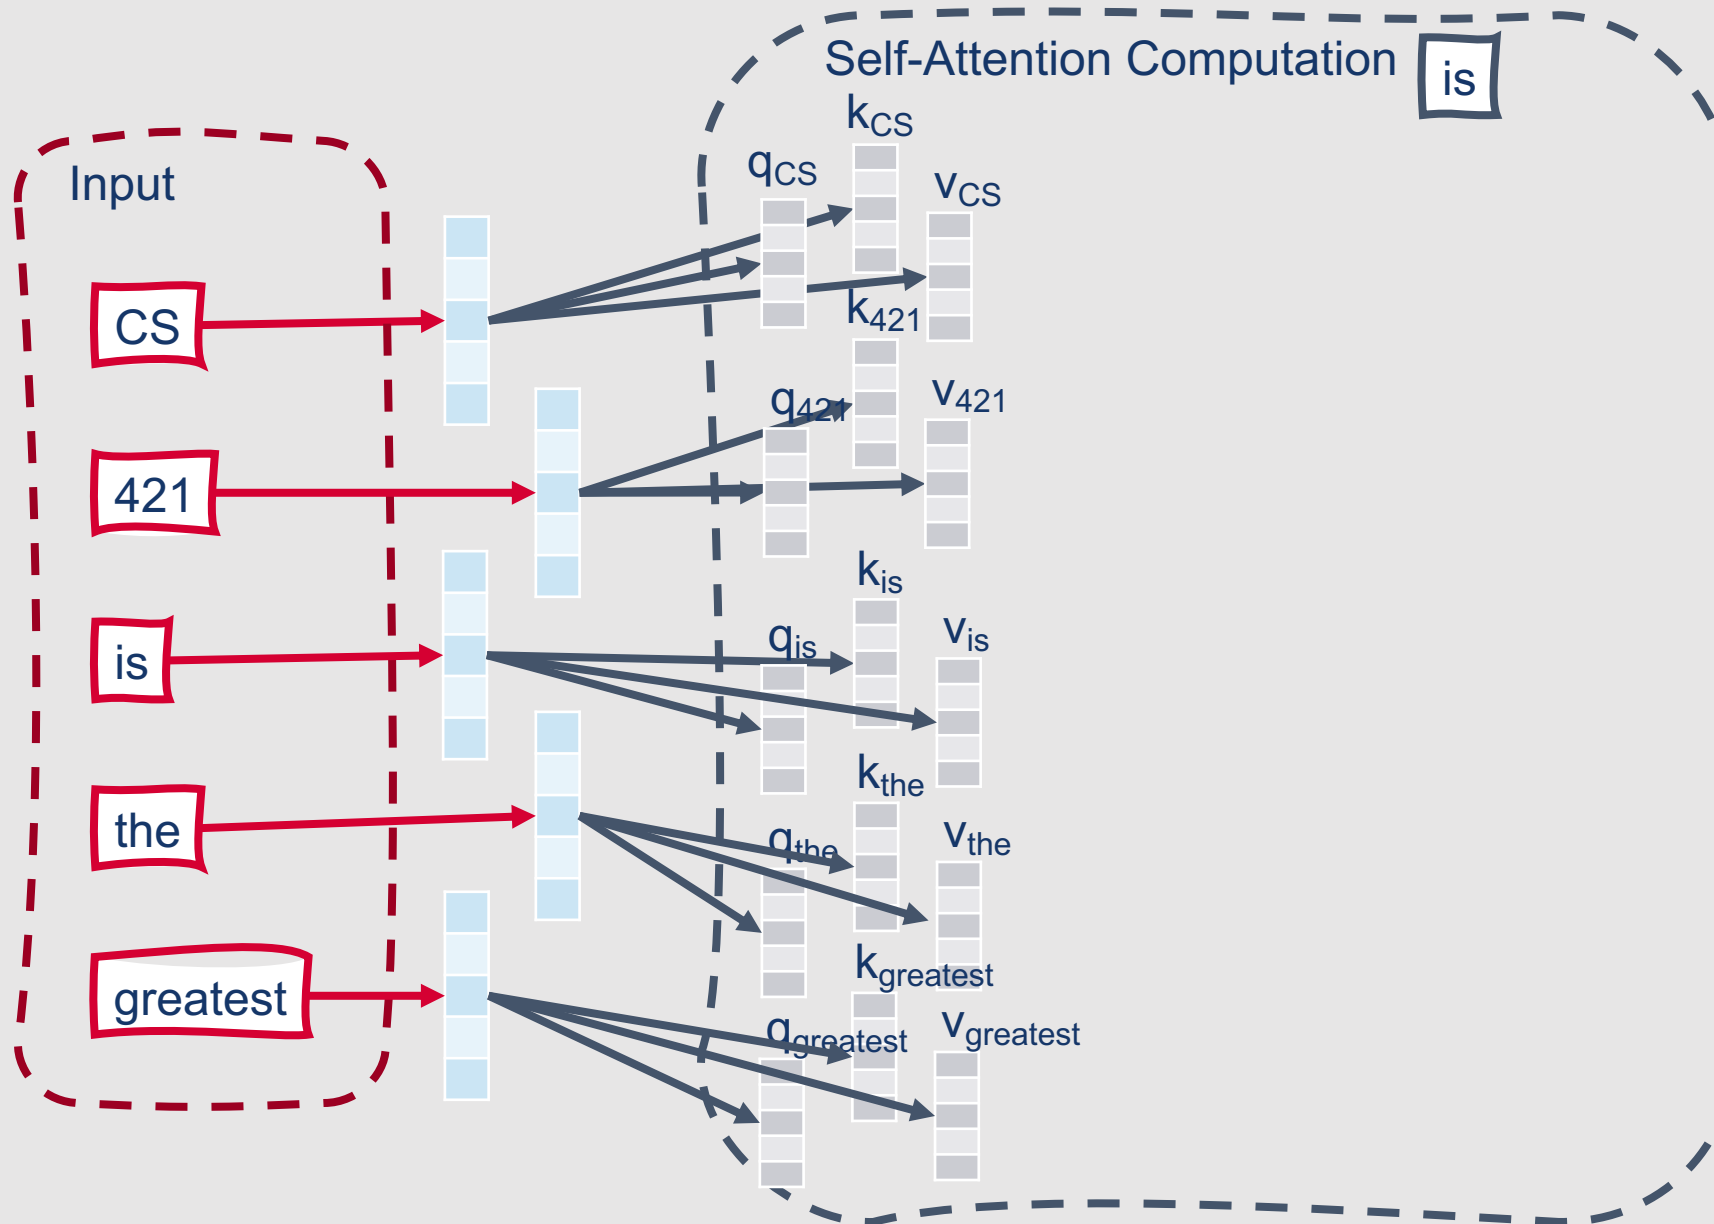 Self-Attention Computation
is
Input
CS
421
is
the
greatest
qCS
kCS
vCS
q421
k421
v421
qis
kis
vis
qthe
kthe
vthe
qgreatest
kgreatest
vgreatest